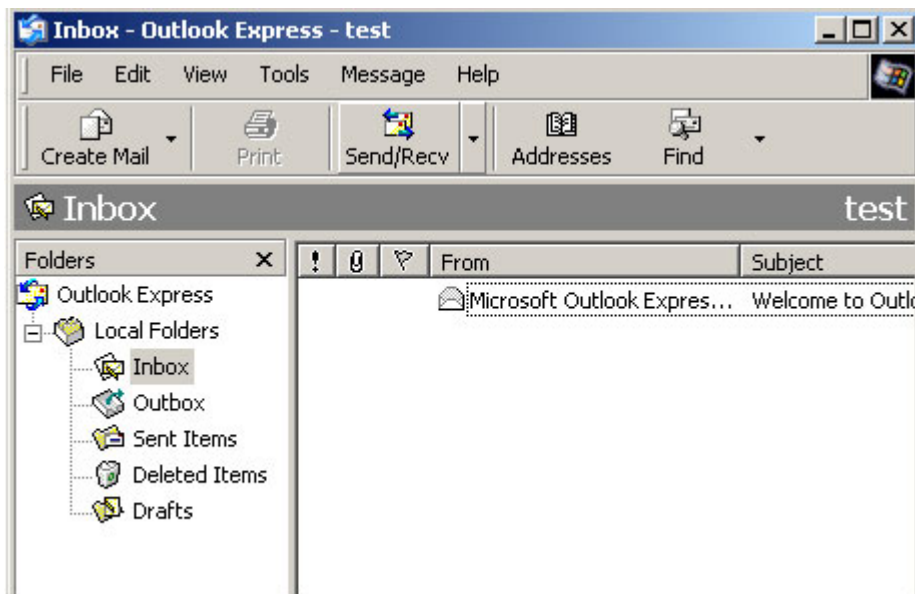 Inbox - Outlook Express - test
File Edit View Tools Message Help
Create Mail Print Send/Recv Addresses Find
Inbox test
Folders ! From Subject
Outlook Express
Microsoft Outlook Expres... Welcome to Outlo
Local Folders
Inbox
Outbox
Sent Items
Deleted Items
Drafts